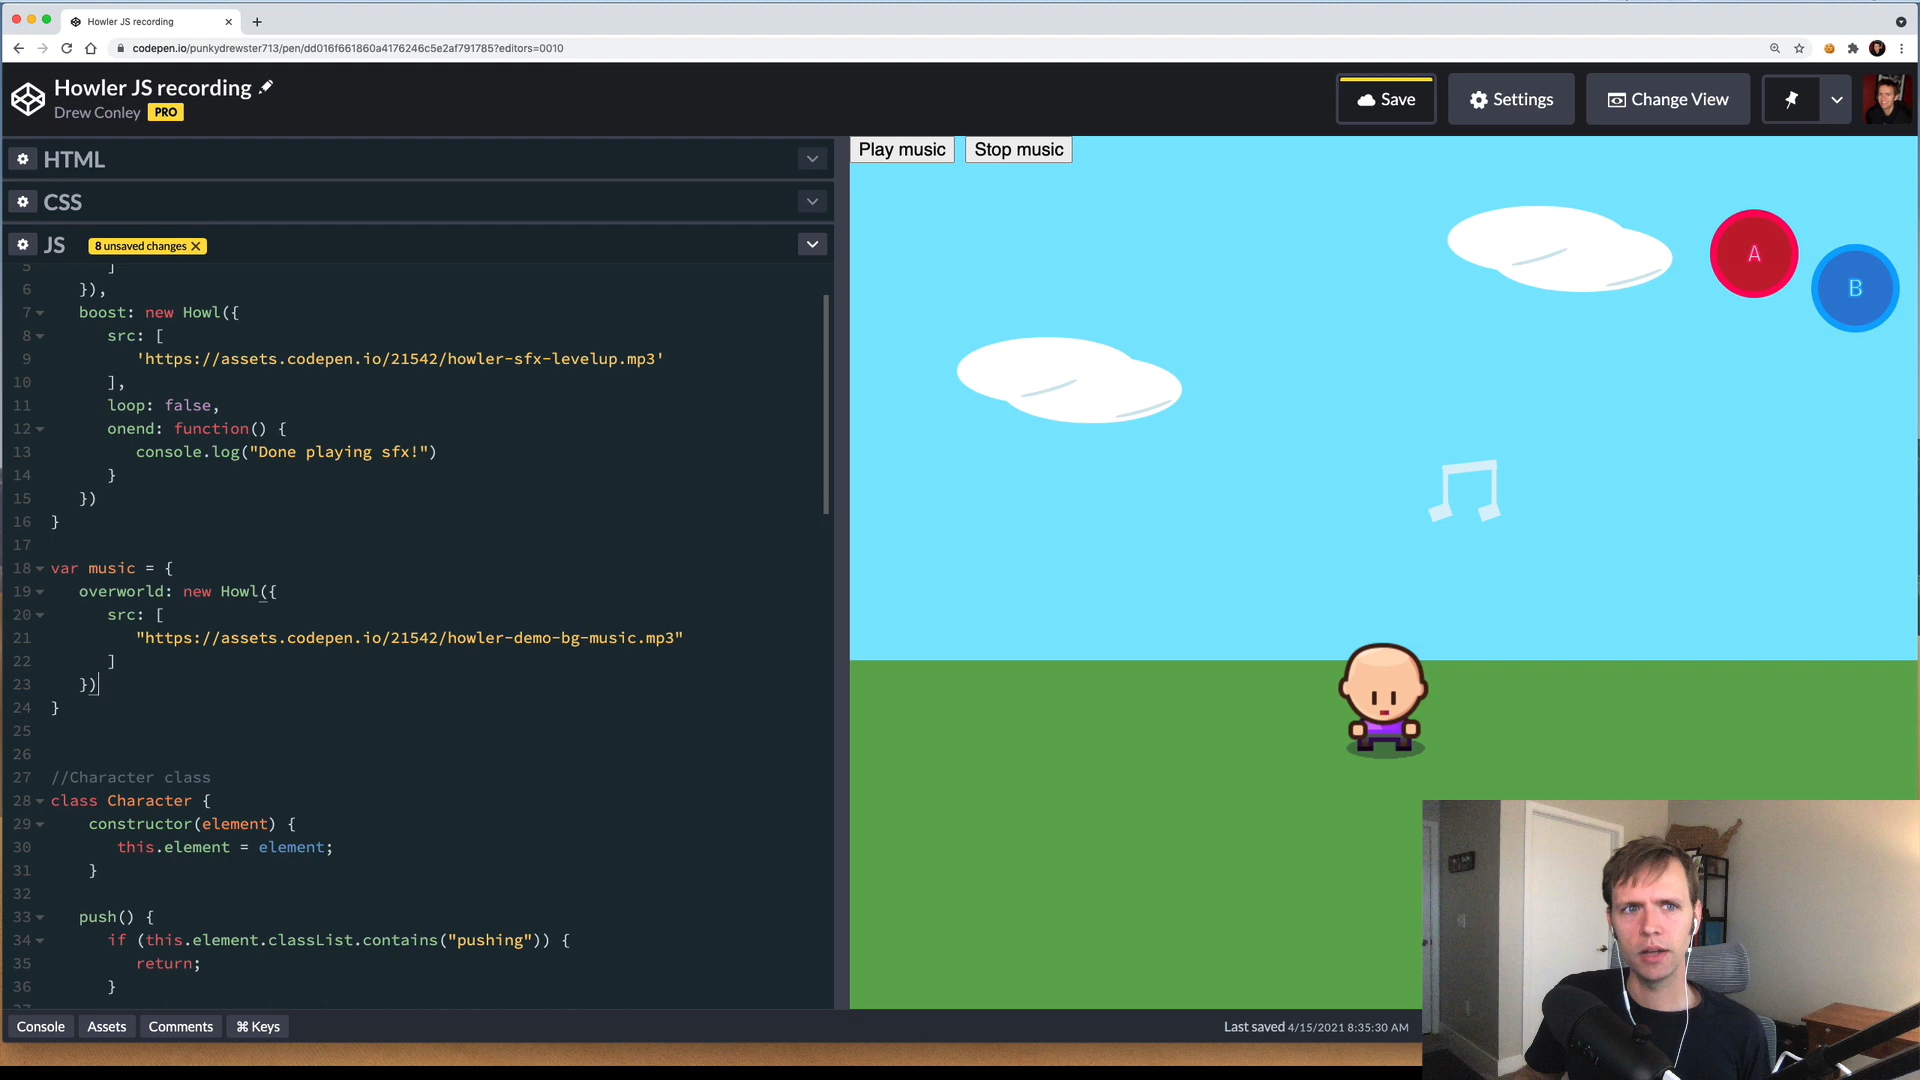 Howler JS recording
codepen.io/punkydrewster713/pen/dd016f661860a4176246c5e2af791785?editors=0010
Howler JS recording
Drew Conley PRO
Save
Settings
Change View
HTML
CSS
JS 8 unsaved changes
5 ]
6 }),
7 boost: new Howl({
8 src: [
9 'https://assets.codepen.io/21542/howler-sfx-levelup.mp3'
10 ],
11 loop: false,
12 onend: function() {
13 console.log("Done playing sfx!")
14 }
15 })
16 }
17
18 var music = {
19 overworld: new Howl({
20 src: [
21 "https://assets.codepen.io/21542/howler-demo-bg-music.mp3"
22 ]
23 })
24 }
25
26
27 //Character class
28 class Character {
29 constructor(element) {
30 this.element = element;
31 }
32
33 push() {
34 if (this.element.classList.contains("pushing")) {
35 return;
36 }
Play music Stop music
A
B
Console Assets Comments ⌘ Keys
Last saved 4/15/2021 8:35:30 AM